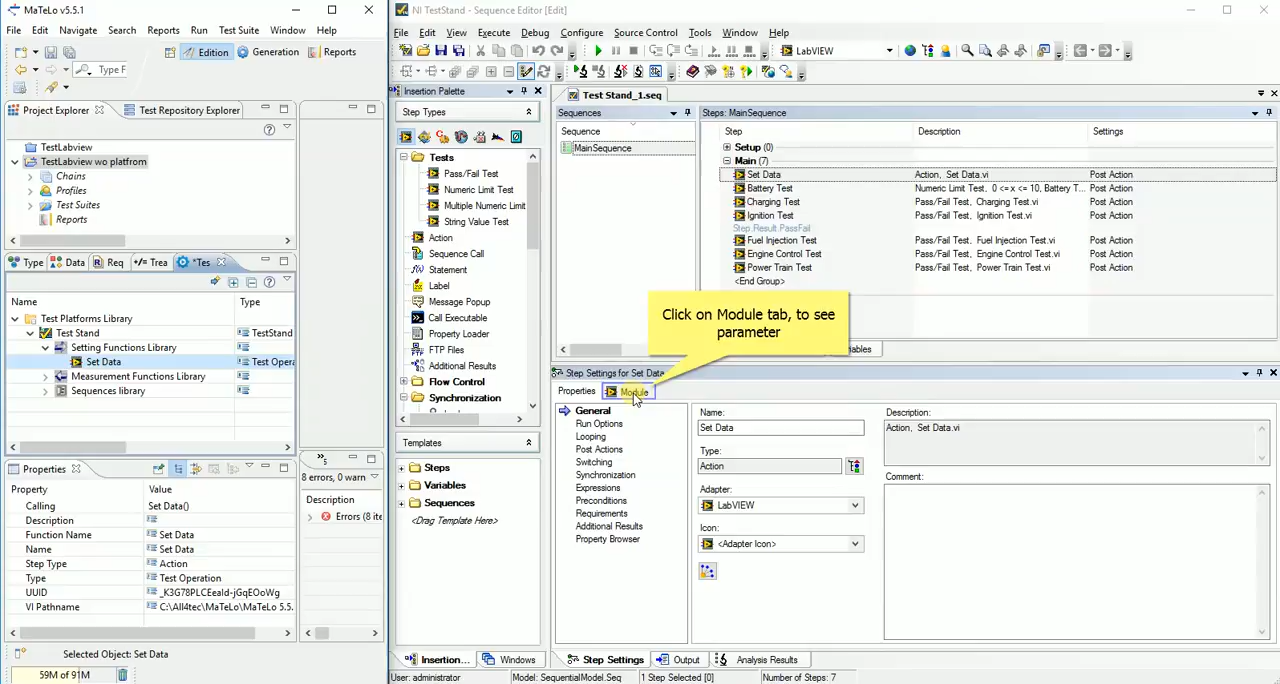 MaTeLo v5.5.1
File Edit Navigate Search Reports Run Test Suite Window Help
Edition Generation Reports
Type F
Project Explorer Test Repository Explorer
TestLabview
TestLabview wo platfrom
Chains
Profiles
Test Suites
Reports
Type Data Req +/= Trea *Tes
Name Type
Test Platforms Library
Test Stand TestStand
Setting Functions Library
Set Data Test Opera
Measurement Functions Library
Sequences library
Properties
Property Value
Calling Set Data()
Description
Function Name Set Data
Name Set Data
Step Type Action
Type Test Operation
UUID _K3G78PLCEeald-jGqEOoWg
VI Pathname C:\All4tec\MaTeLo\MaTeLo 5.5.
8 errors, 0 warn
Description
Errors (8 ite
Selected Object: Set Data
59M of 91M
NI TestStand - Sequence Editor [Edit]
File Edit View Execute Debug Configure Source Control Tools Window Help
LabVIEW
Insertion Palette
Step Types
Tests
Pass/Fail Test
Numeric Limit Test
Multiple Numeric Limit
String Value Test
Action
Sequence Call
Statement
Label
Message Popup
Call Executable
Property Loader
FTP Files
Additional Results
Flow Control
Synchronization
Templates
Steps
Variables
Sequences
<Drag Template Here>
Insertion... Windows
Test Stand_1.seq
Sequences
Sequence
MainSequence
Steps: MainSequence
Step Description Settings
Setup (0)
Main (7)
Set Data Action, Set Data.vi Post Action
Battery Test Numeric Limit Test, 0 <= x <= 10, Battery T... Post Action
Charging Test Pass/Fail Test, Charging Test.vi Post Action
Ignition Test Pass/Fail Test, Ignition Test.vi Post Action
Step.Result.PassFail
Fuel Injection Test Pass/Fail Test, Fuel Injection Test.vi Post Action
Engine Control Test Pass/Fail Test, Engine Control Test.vi Post Action
Power Train Test Pass/Fail Test, Power Train Test.vi Post Action
<End Group>
Click on Module tab, to see
parameter
Step Settings for Set Data
Properties Module
General
Run Options
Looping
Post Actions
Switching
Synchronization
Expressions
Preconditions
Requirements
Additional Results
Property Browser
Name:
Set Data
Type:
Action
Adapter:
LabVIEW
Icon:
<Adapter Icon>
Description:
Action, Set Data.vi
Comment:
Step Settings Output Analysis Results
User: administrator Model: SequentialModel.Seq 1 Step Selected [0] Number of Steps: 7